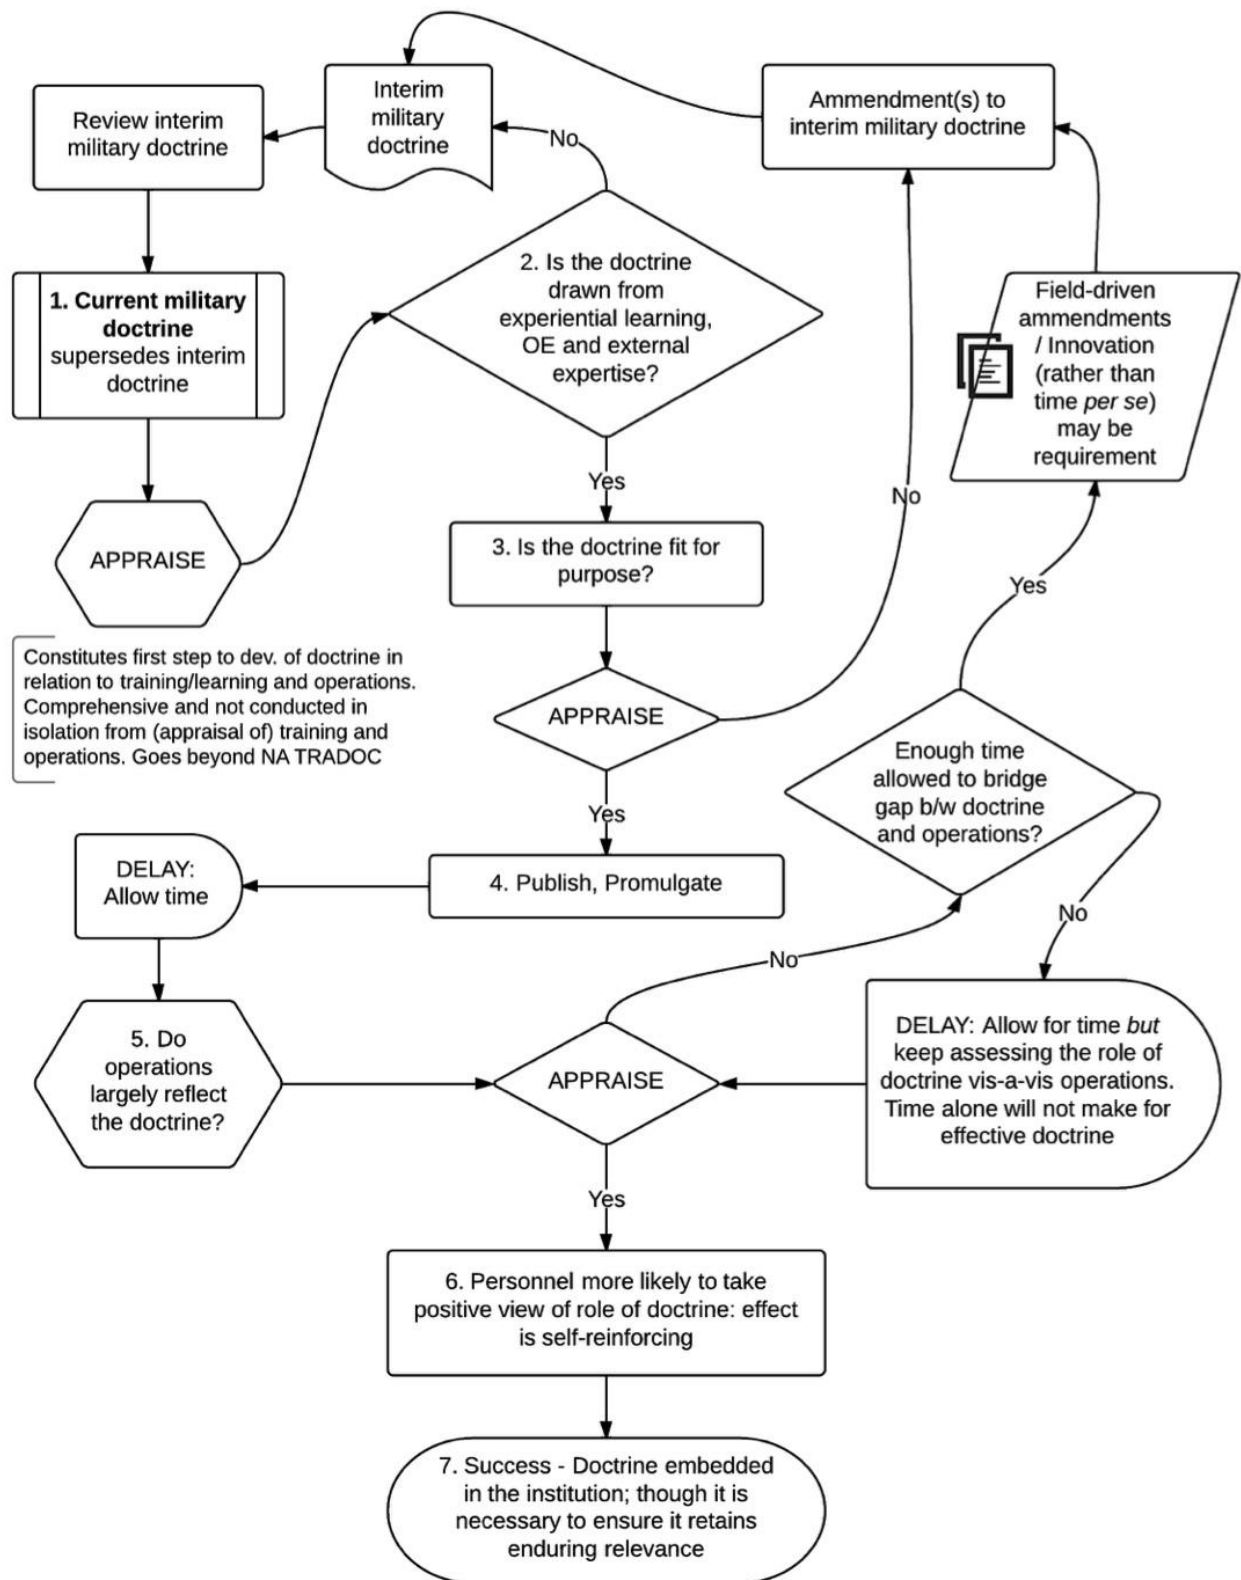 Review interim
military doctrine
Interim
military
doctrine
No
Ammendment(s) to
interim military doctrine
1. Current military
doctrine
supersedes interim
doctrine
2. Is the doctrine
drawn from
experiential learning,
OE and external
expertise?
Field-driven
ammendments
/ Innovation
(rather than
time per se)
may be
requirement
APPRAISE
Yes
No
3. Is the doctrine fit for
purpose?
Yes
Constitutes first step to dev. of doctrine in
relation to training/learning and operations.
Comprehensive and not conducted in
isolation from (appraisal of) training and
operations. Goes beyond NA TRADOC
APPRAISE
Enough time
allowed to bridge
gap b/w doctrine
and operations?
Yes
DELAY:
Allow time
4. Publish, Promulgate
No
No
5. Do
operations
largely reflect
the doctrine?
APPRAISE
DELAY: Allow for time but
keep assessing the role of
doctrine vis-a-vis operations.
Time alone will not make for
effective doctrine
Yes
6. Personnel more likely to take
positive view of role of doctrine: effect
is self-reinforcing
7. Success - Doctrine embedded
in the institution; though it is
necessary to ensure it retains
enduring relevance